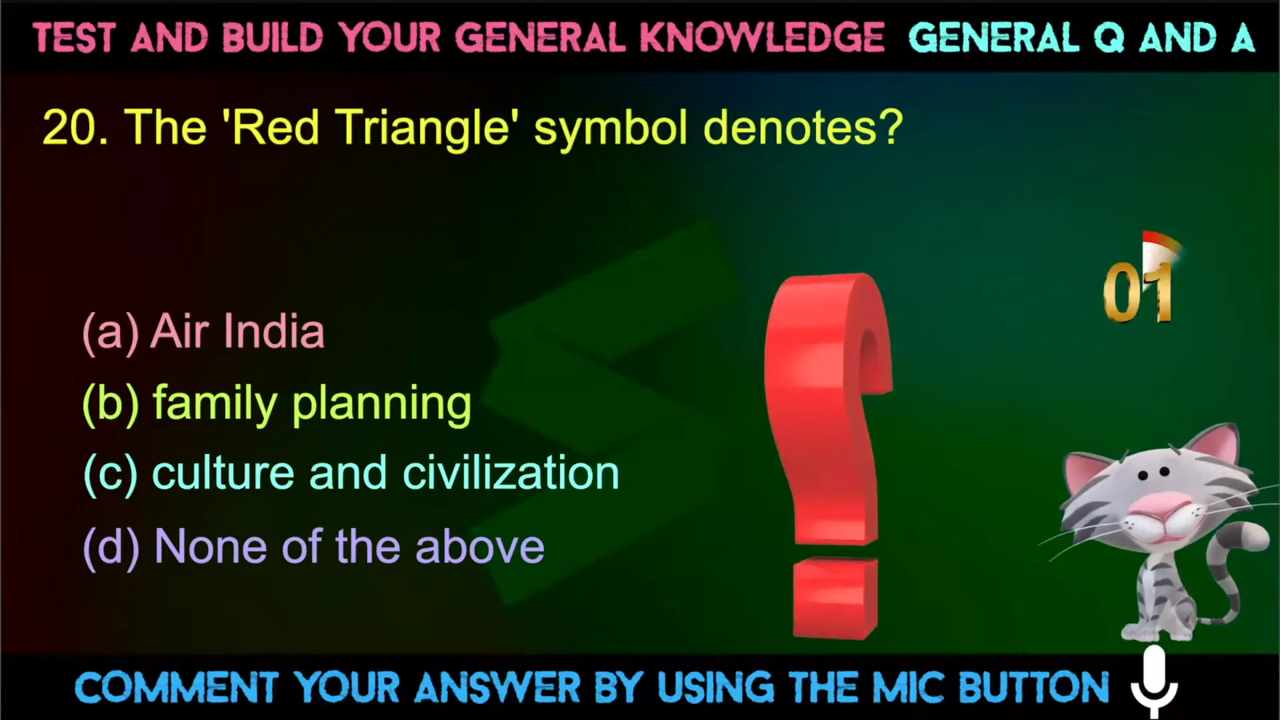 TEST AND BUILD YOUR GENERAL KNOWLEDGE GENERAL Q AND A
20. The 'Red Triangle' symbol denotes?
01
(a) Air India
(b) family planning
(c) culture and civilization
(d) None of the above
COMMENT YOUR ANSWER BY USING THE MIC BUTTON